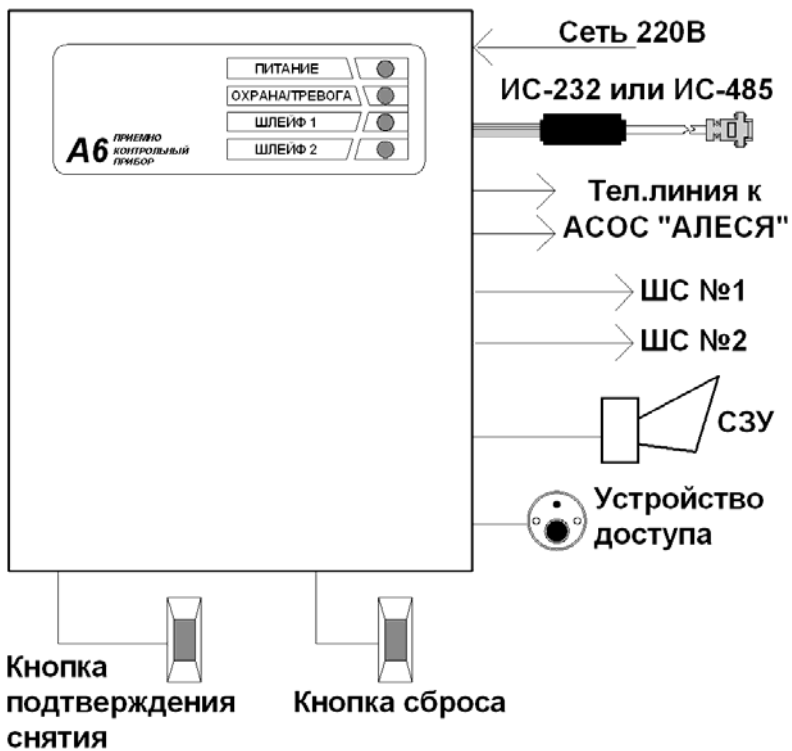 Сеть 220В
ПИТАНИЕ
ОХРАНА/ТРЕВОГА
ИС-232 или ИС-485
ШЛЕЙФ 1
ШЛЕЙФ 2
А6
ПРИЕМНО
КОНТРОЛЬНЫЙ
ПРИБОР
Тел.линия к
АСОС "АЛЕСЯ"
ШС №1
ШС №2
СЗУ
Устройство
доступа
Кнопка
подтверждения
снятия
Кнопка сброса